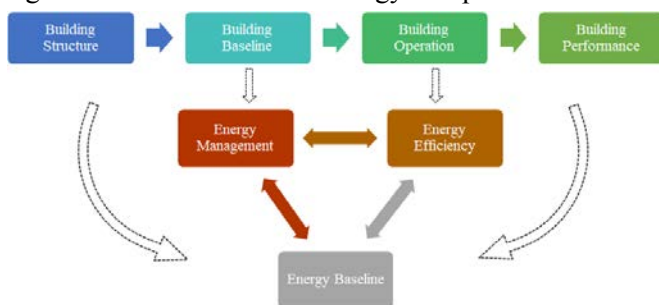 Building
Structure
Building
Baseline
Building
Operation
Building
Performance
Energy
Management
Energy
Efficiency
Energy Baseline